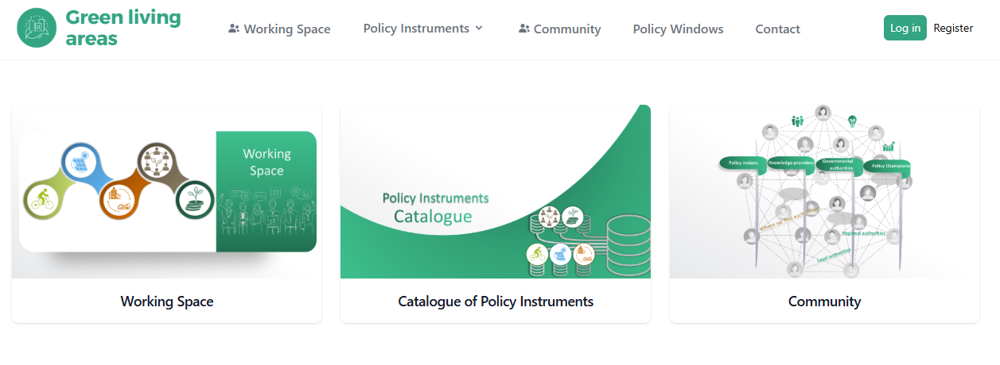 Green living
areas
Working Space
Policy Instruments
Community
Policy Windows
Contact
Log in
Register
Working
Space
Policy Instruments
Catalogue
Policy makers
Knowledge providers
Governmental
authorities
Policy Champions
Where we find each other
Regional authorities
Local authorities
Working Space
Catalogue of Policy Instruments
Community